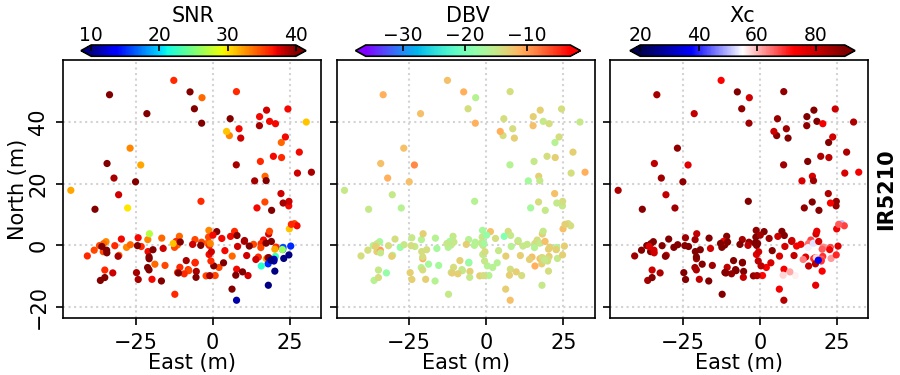 SNR DBV Xc
10 20 30 40 −30 −20 −10 20 40 60 80
North (m)
40
20
0
−20
−25 0 25 −25 0 25 −25 0 25
East (m) East (m) East (m)
IR5210